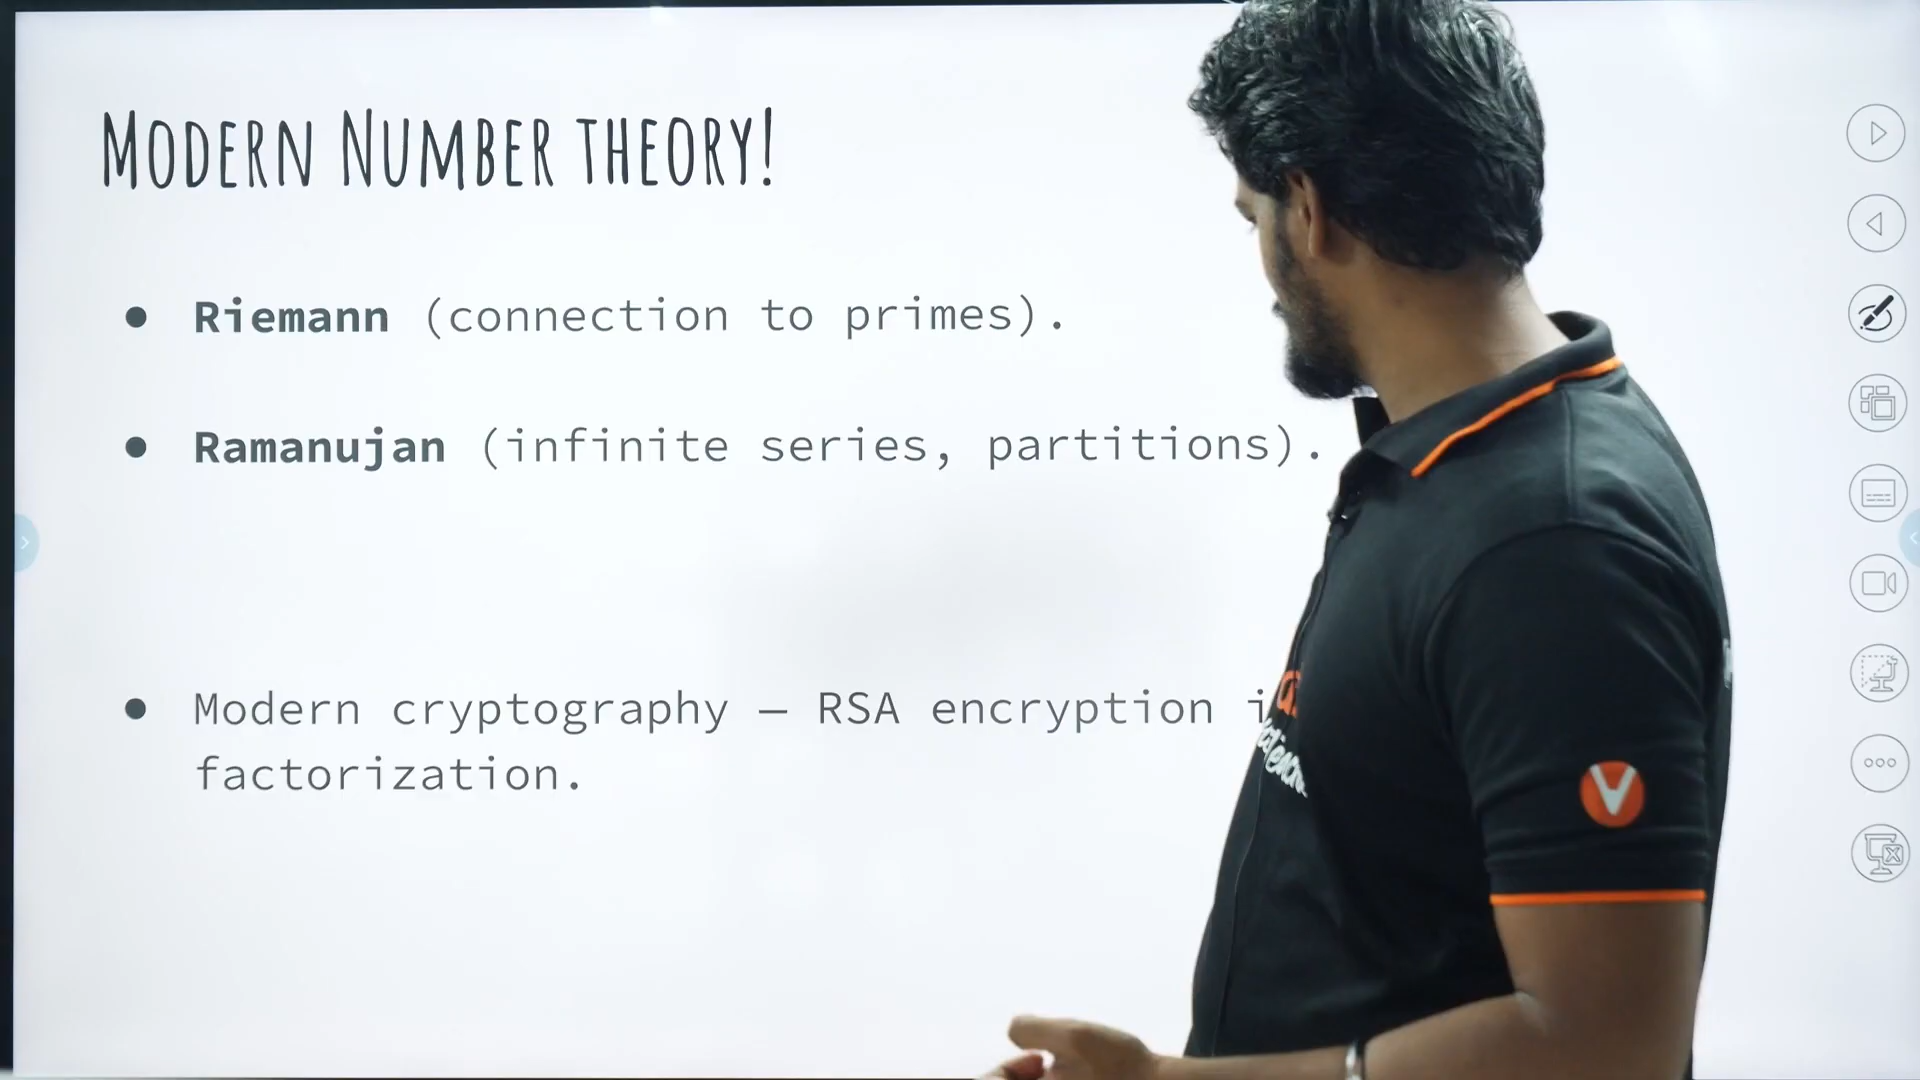 MODERN NUMBER THEORY!
• Riemann (connection to primes).
• Ramanujan (infinite series, partitions).
• Modern cryptography — RSA encryption
factorization.
V